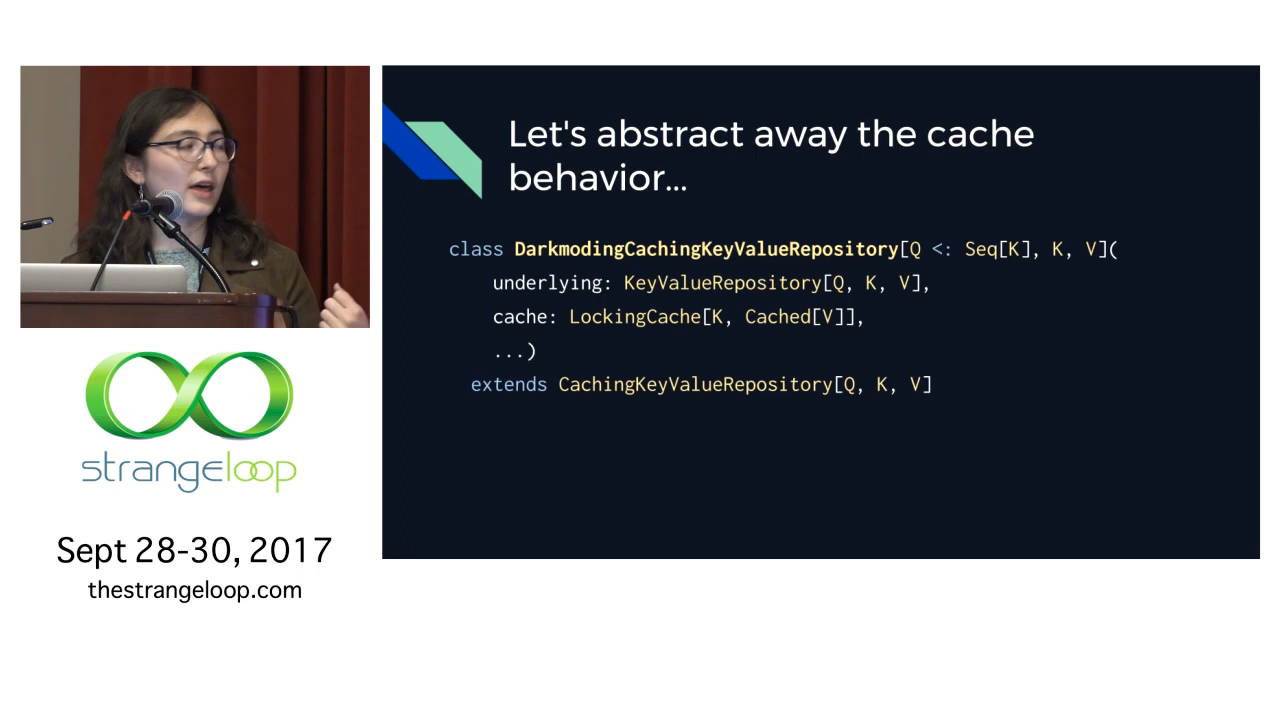 Let's abstract away the cache
behavior...
class DarkmodingCachingKeyValueRepository[Q <: Seq[K], K, V](
underlying: KeyValueRepository[Q, K, V],
cache: LockingCache[K, Cached[V]],
...)
extends CachingKeyValueRepository[Q, K, V]
strangeloop
Sept 28-30, 2017
thestrangeloop.com